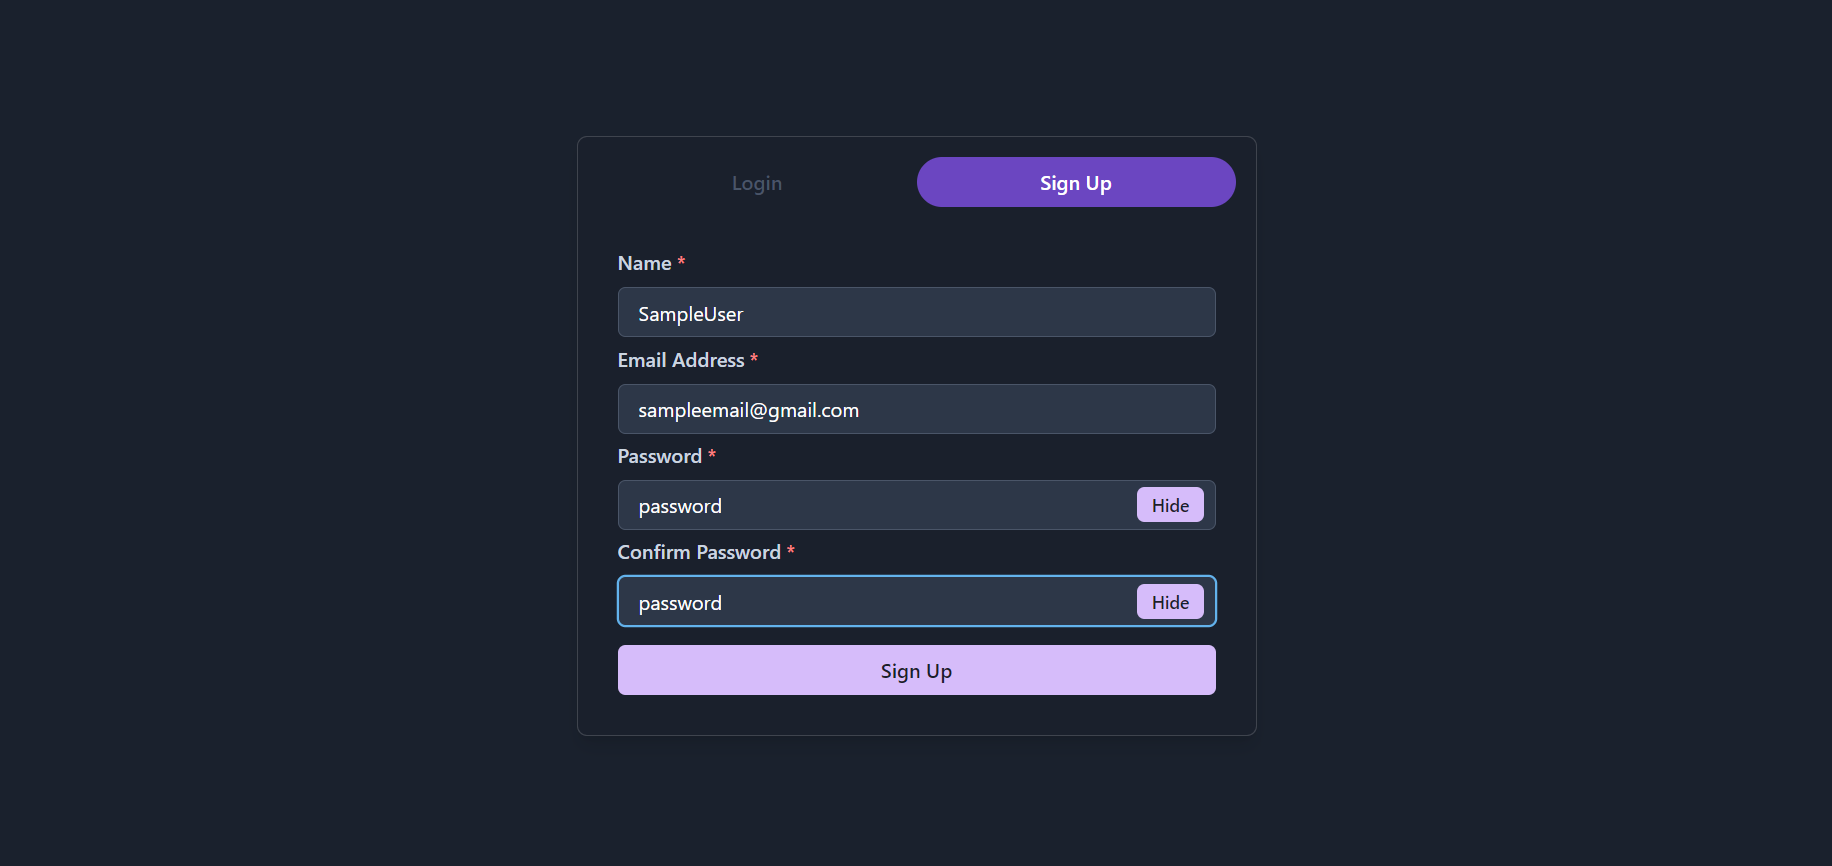 Login
Sign Up
Name *
SampleUser
Email Address *
sampleemail@gmail.com
Password *
password
Hide
Confirm Password *
password
Hide
Sign Up